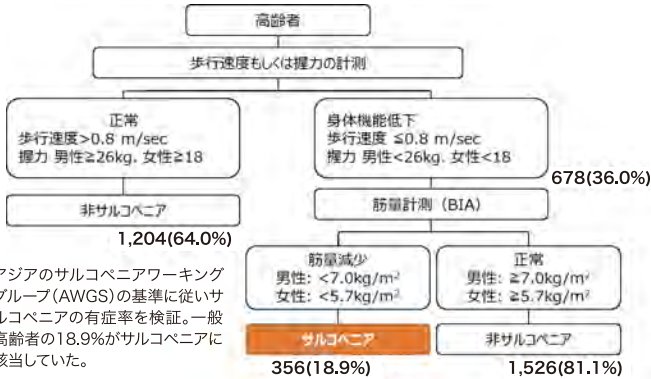 高齢者
歩行速度もしくは握力の計測
正常
歩行速度>0.8 m/sec
握力 男性≧26kg. 女性≧18
身体機能低下
歩行速度 ≦0.8 m/sec
握力 男性<26kg. 女性<18
678(36.0%)
非サルコペニア
1,204(64.0%)
筋量計測（BIA）
筋量減少
男性: <7.0kg/m²
女性: <5.7kg/m²
正常
男性: ≧7.0kg/m²
女性: ≧5.7kg/m²
サルコペニア
356(18.9%)
非サルコペニア
1,526(81.1%)
アジアのサルコペニアワーキング
グループ(AWGS)の基準に従いサ
ルコペニアの有症率を検証。一般
高齢者の18.9%がサルコペニアに
該当していた。